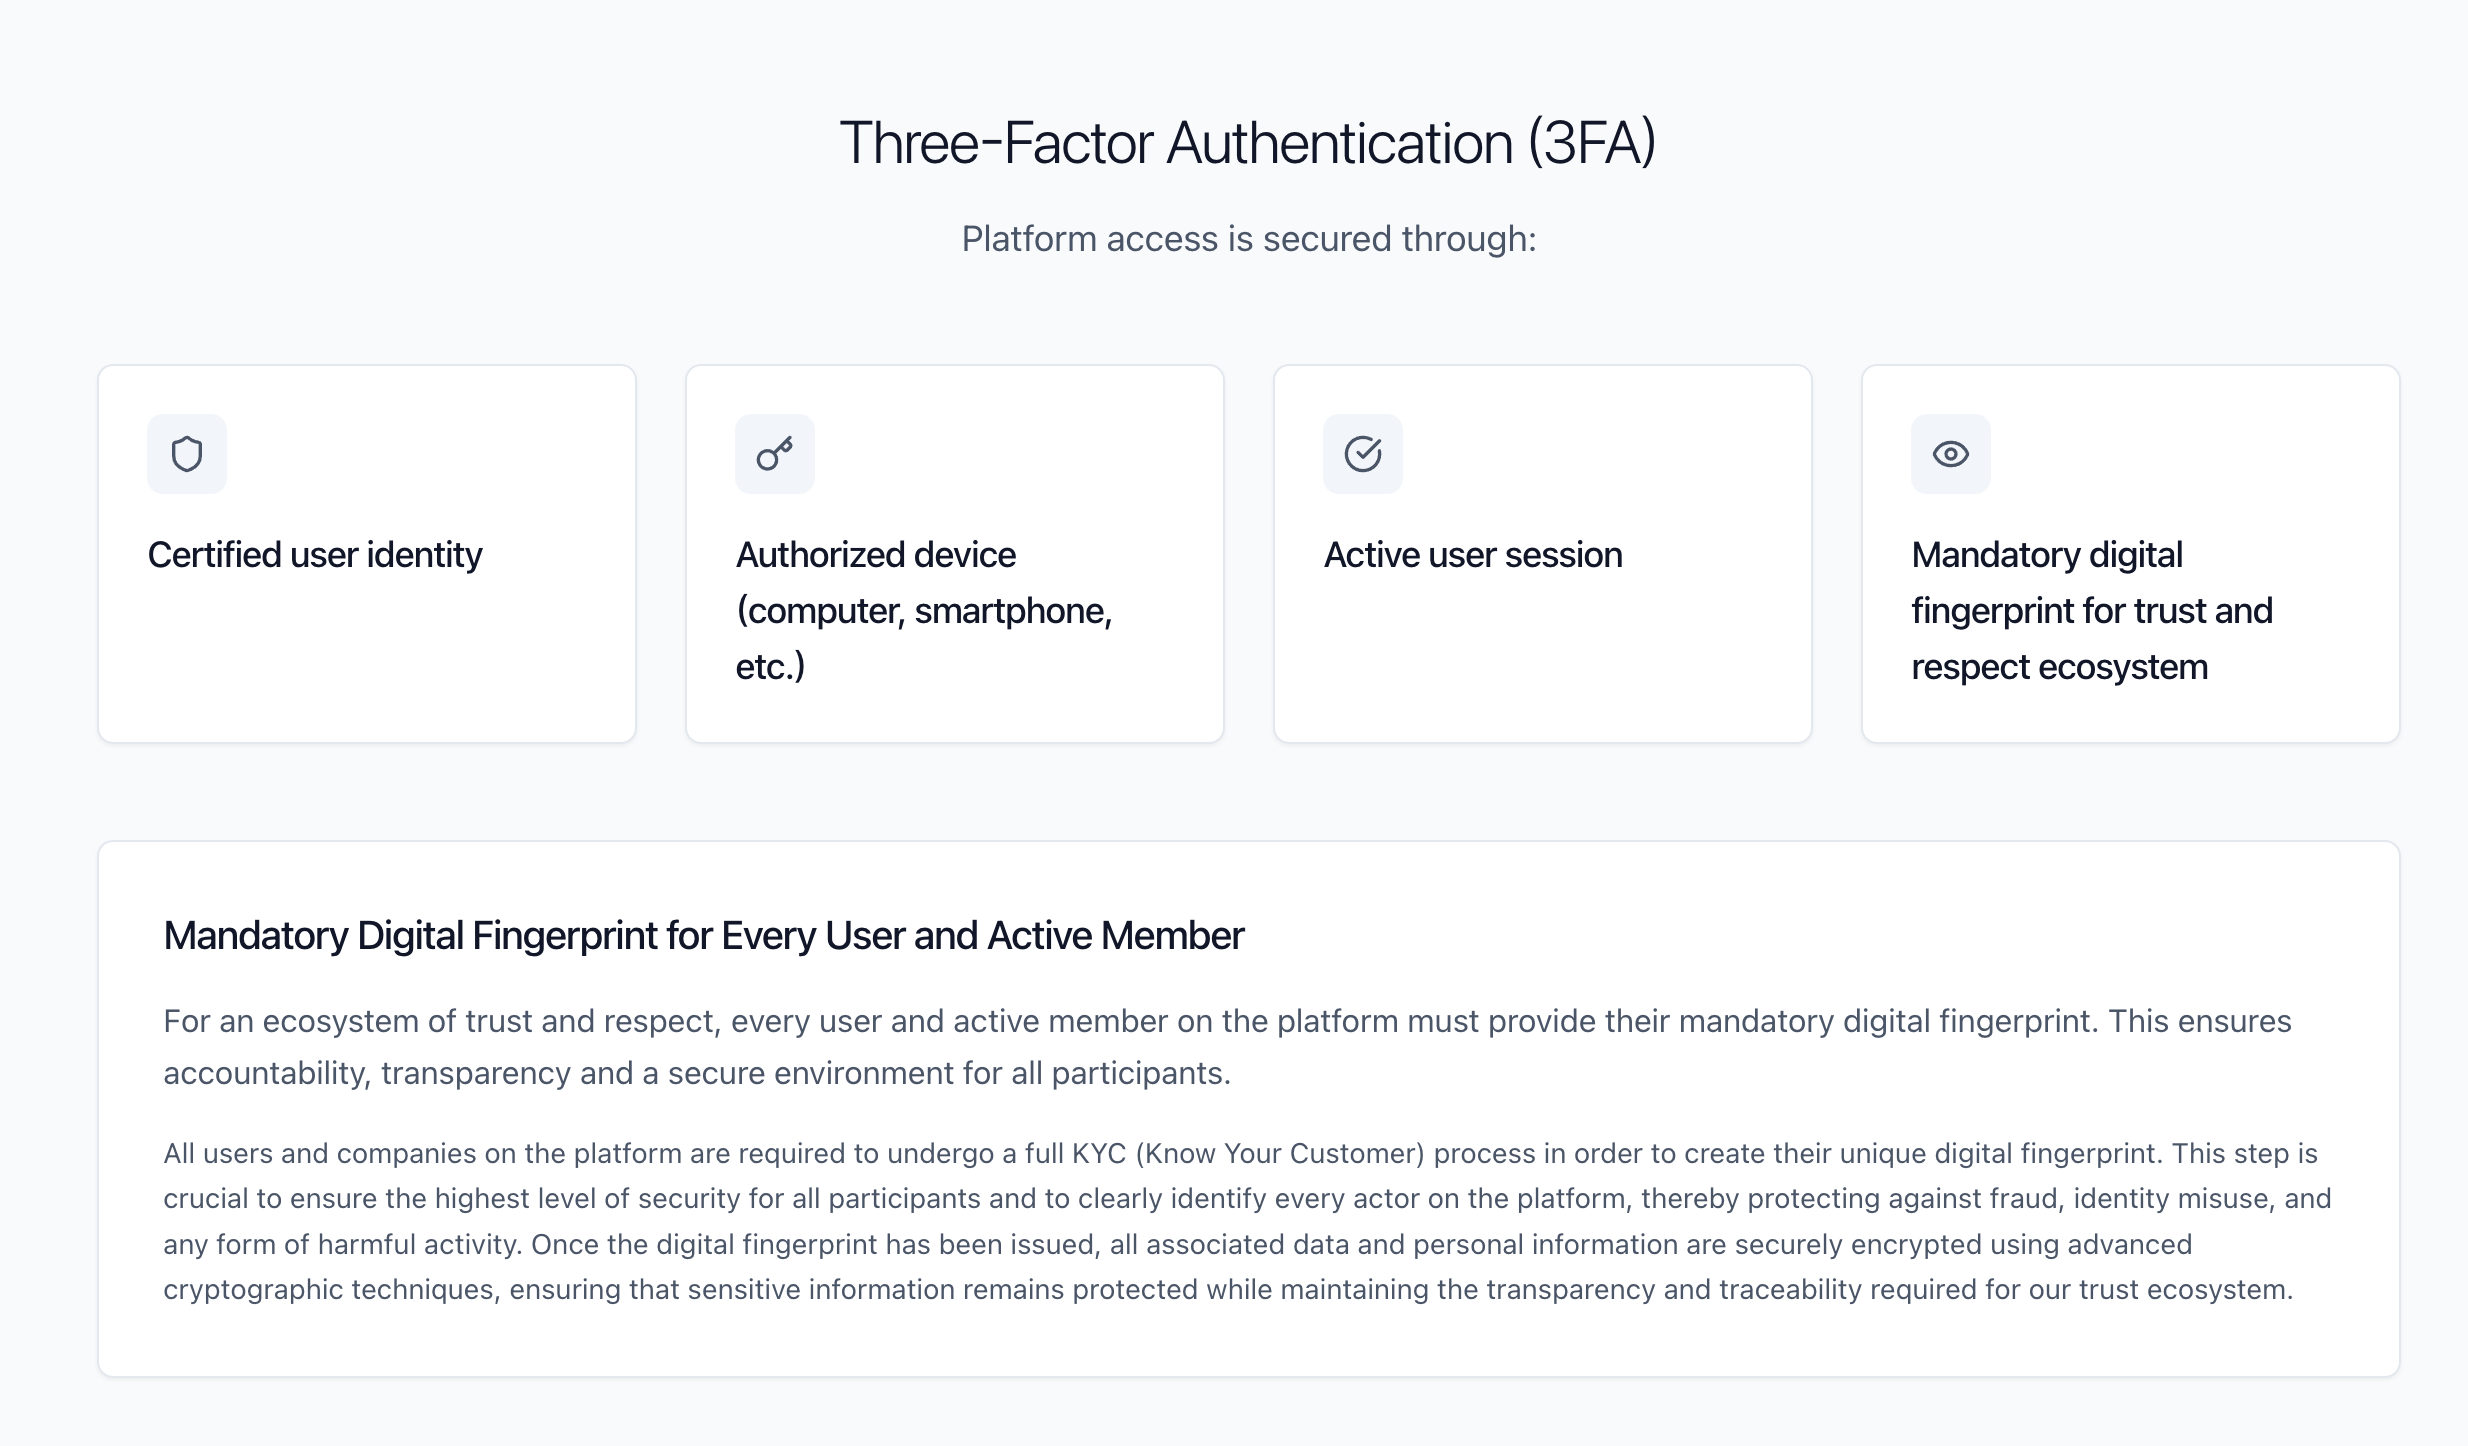 Three-Factor Authentication (3FA)
Platform access is secured through:
Certified user identity
Authorized device
(computer, smartphone,
etc.)
Active user session
Mandatory digital
fingerprint for trust and
respect ecosystem
Mandatory Digital Fingerprint for Every User and Active Member
For an ecosystem of trust and respect, every user and active member on the platform must provide their mandatory digital fingerprint. This ensures
accountability, transparency and a secure environment for all participants.
All users and companies on the platform are required to undergo a full KYC (Know Your Customer) process in order to create their unique digital fingerprint. This step is
crucial to ensure the highest level of security for all participants and to clearly identify every actor on the platform, thereby protecting against fraud, identity misuse, and
any form of harmful activity. Once the digital fingerprint has been issued, all associated data and personal information are securely encrypted using advanced
cryptographic techniques, ensuring that sensitive information remains protected while maintaining the transparency and traceability required for our trust ecosystem.